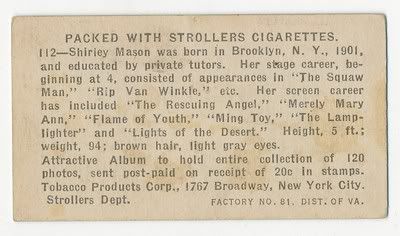 PACKED WITH STROLLERS CIGARETTES.
112—Shirley Mason was born in Brooklyn, N. Y., 1901,
and educated by private tutors. Her stage career, be-
ginning at 4, consisted of appearances in "The Squaw
Man," "Rip Van Winkle," etc. Her screen career
has included "The Rescuing Angel," "Merely Mary
Ann," "Flame of Youth," "Ming Toy," "The Lamp-
lighter" and "Lights of the Desert." Height, 5 ft.;
weight, 94; brown hair, light gray eyes.
Attractive Album to hold entire collection of 120
photos, sent post-paid on receipt of 20c in stamps.
Tobacco Products Corp., 1767 Broadway, New York City.
Strollers Dept. FACTORY NO. 81. DIST. OF VA.